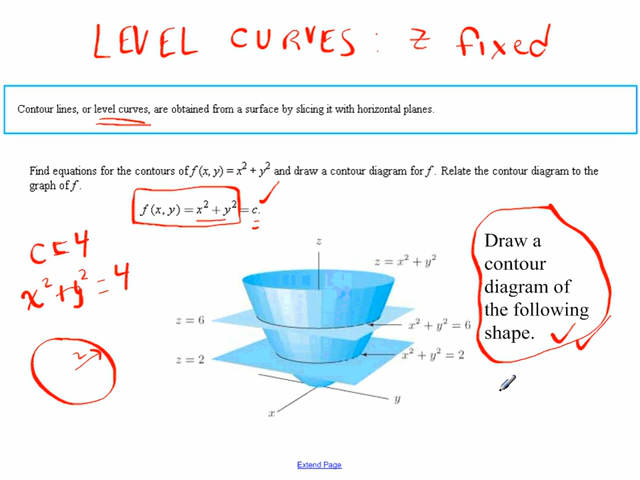 LEVEL CURVES: z fixed
Contour lines, or level curves, are obtained from a surface by slicing it with horizontal planes.
Find equations for the contours of f (x, y) = x² + y² and draw a contour diagram for f. Relate the contour diagram to the
graph of f.
f (x, y) = x² + y² = c.
c = 4
x² + y² = 4
2
z
z = x² + y²
z = 6
x² + y² = 6
z = 2
x² + y² = 2
y
x
Draw a
contour
diagram of
the following
shape.
Extend Page